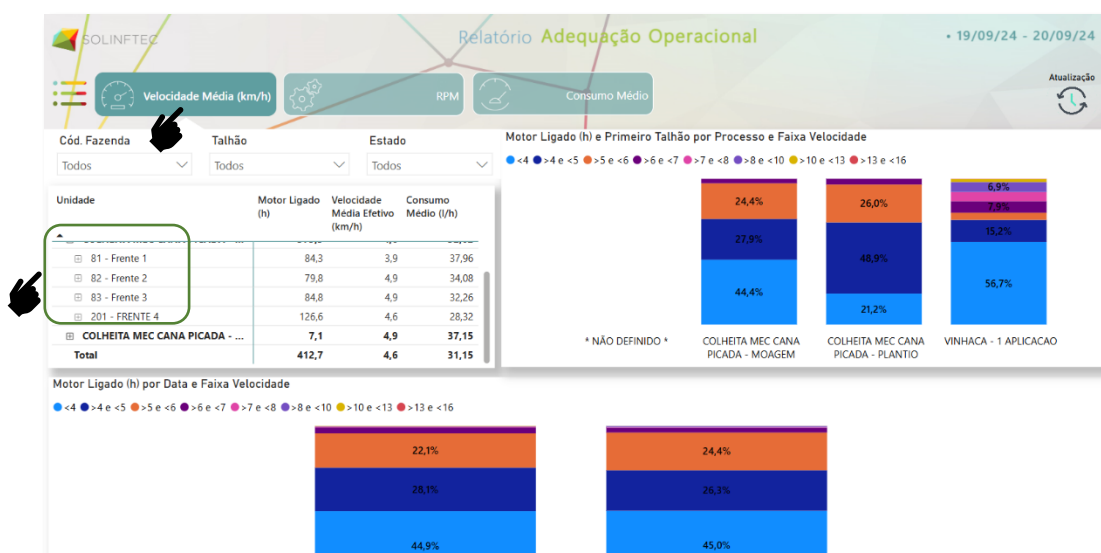 SOLINFTEC
Relatório Adequação Operacional
• 19/09/24 - 20/09/24
Velocidade Média (km/h)
RPM
Consumo Médio
Atualização
Cód. Fazenda Talhão Estado
Todos Todos Todos
Unidade Motor Ligado (h) Velocidade Média Efetivo (km/h) Consumo Médio (l/h)
81 - Frente 1 84,3 3,9 37,96
82 - Frente 2 79,8 4,9 34,08
83 - Frente 3 84,8 4,9 32,26
201 - FRENTE 4 126,6 4,6 28,32
COLHEITA MEC CANA PICADA - ... 7,1 4,9 37,15
Total 412,7 4,6 31,15
Motor Ligado (h) e Primeiro Talhão por Processo e Faixa Velocidade
<4 >4 e <5 >5 e <6 >6 e <7 >7 e <8 >8 e <10 >10 e <13 >13 e <16
24,4% 26,0% 6,9%
7,9%
27,9% 48,9% 15,2%
44,4% 21,2% 56,7%
* NÃO DEFINIDO *
COLHEITA MEC CANA
PICADA - MOAGEM
COLHEITA MEC CANA
PICADA - PLANTIO
VINHACA - 1 APLICACAO
Motor Ligado (h) por Data e Faixa Velocidade
<4 >4 e <5 >5 e <6 >6 e <7 >7 e <8 >8 e <10 >10 e <13 >13 e <16
22,1% 24,4%
28,1% 26,3%
44,9% 45,0%